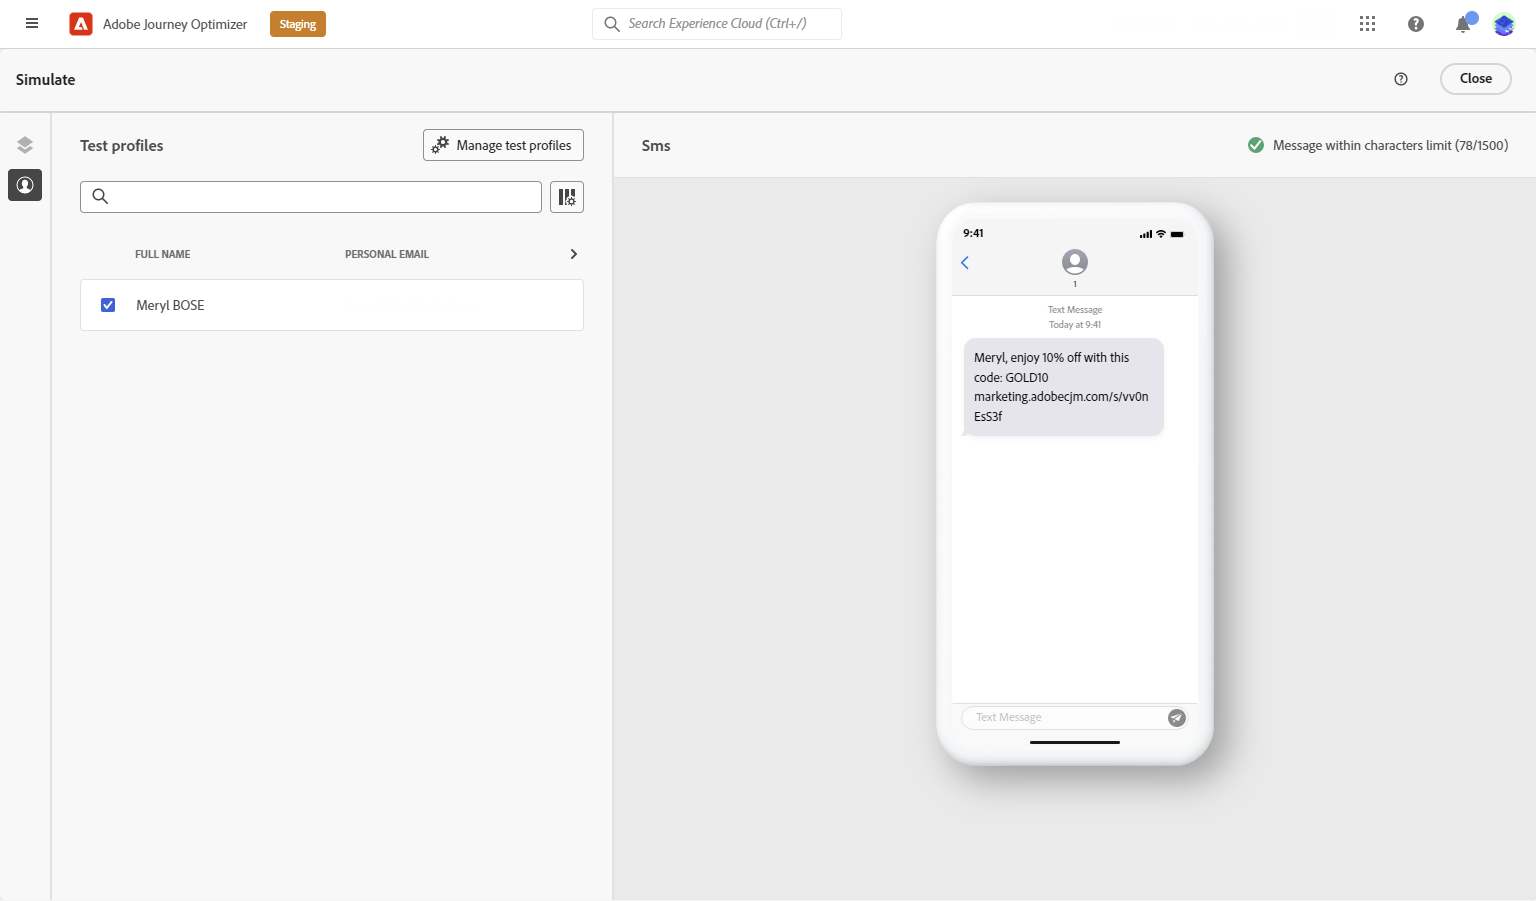 Adobe Journey Optimizer
Staging
Search Experience Cloud (Ctrl+/)
Simulate
Close
Test profiles
Manage test profiles
FULL NAME
PERSONAL EMAIL
Meryl BOSE
Sms
Message within characters limit (78/1500)
9:41
1
Text Message
Today at 9:41
Meryl, enjoy 10% off with this
code: GOLD10
marketing.adobecjm.com/s/vv0n
EsS3f
Text Message